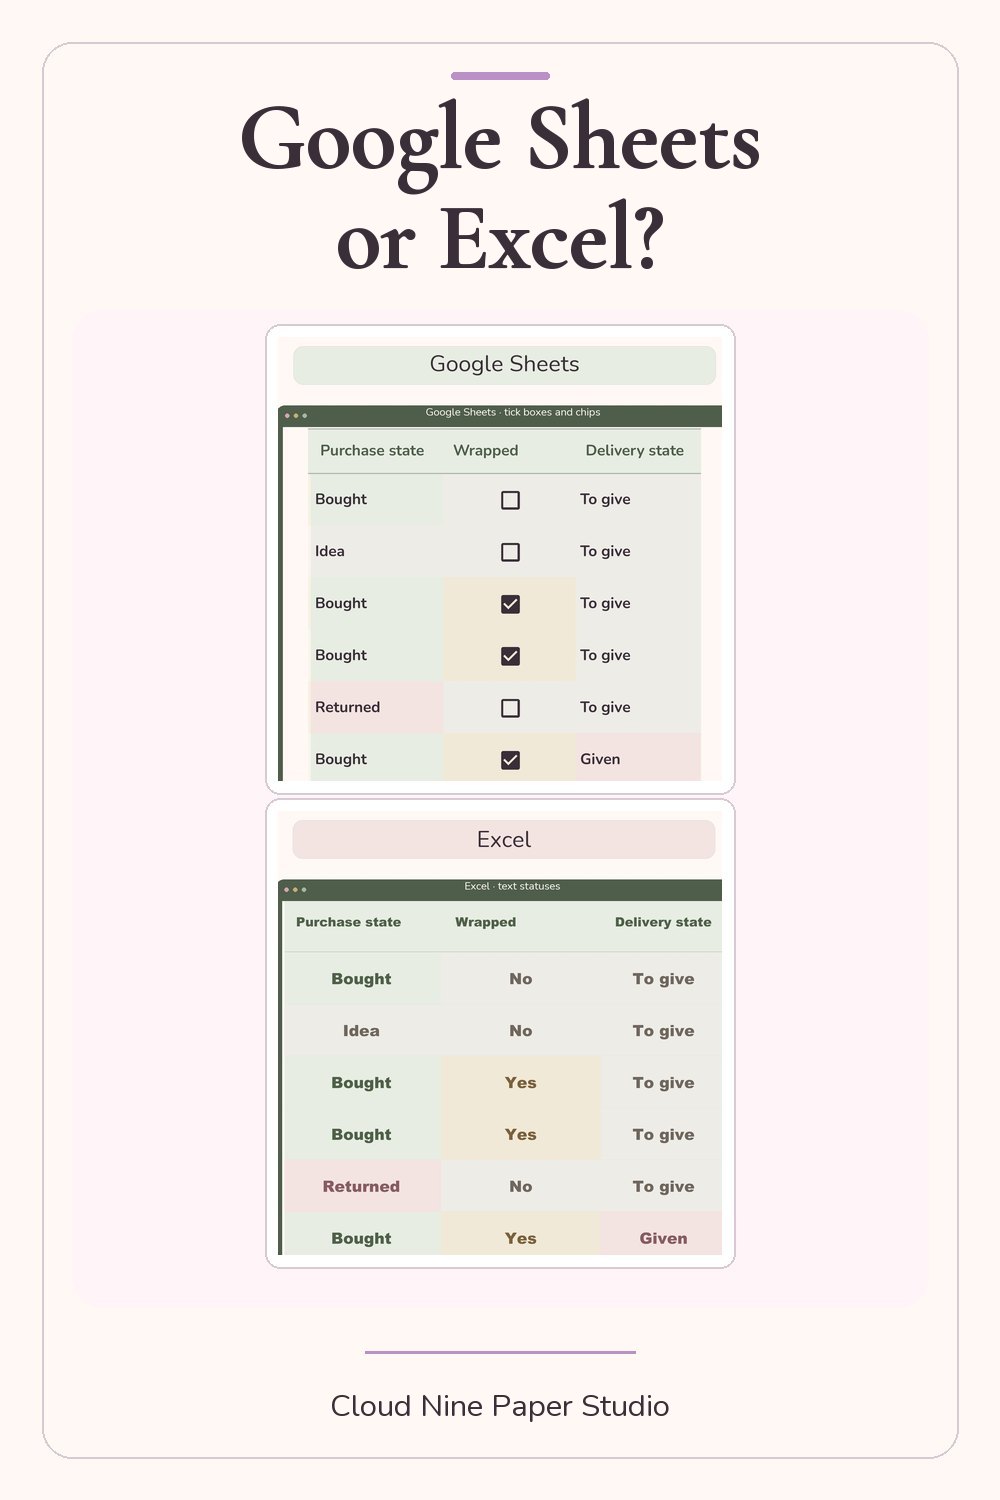 Google Sheets
or Excel?
Google Sheets
Google Sheets · tick boxes and chips
Purchase state Wrapped Delivery state
Bought To give
Idea To give
Bought To give
Bought To give
Returned To give
Bought Given
Excel
Excel · text statuses
Purchase state Wrapped Delivery state
Bought No To give
Idea No To give
Bought Yes To give
Bought Yes To give
Returned No To give
Bought Yes Given
Cloud Nine Paper Studio